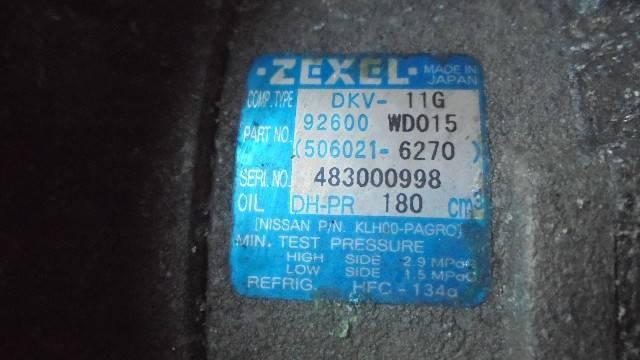 ·ZEXEL· MADE IN JAPAN
COMP. TYPE DKV- 11G
PART NO. 92600 WD015
(506021- 6270 )
SERI. NO. 483000998
OIL DH-PR 180 cm³
[NISSAN P/N. KLH00-PAGRO]
MIN. TEST PRESSURE
HIGH SIDE 2.9 MPaG
LOW SIDE 1.5 MPaG
REFRIG. HFC-134a